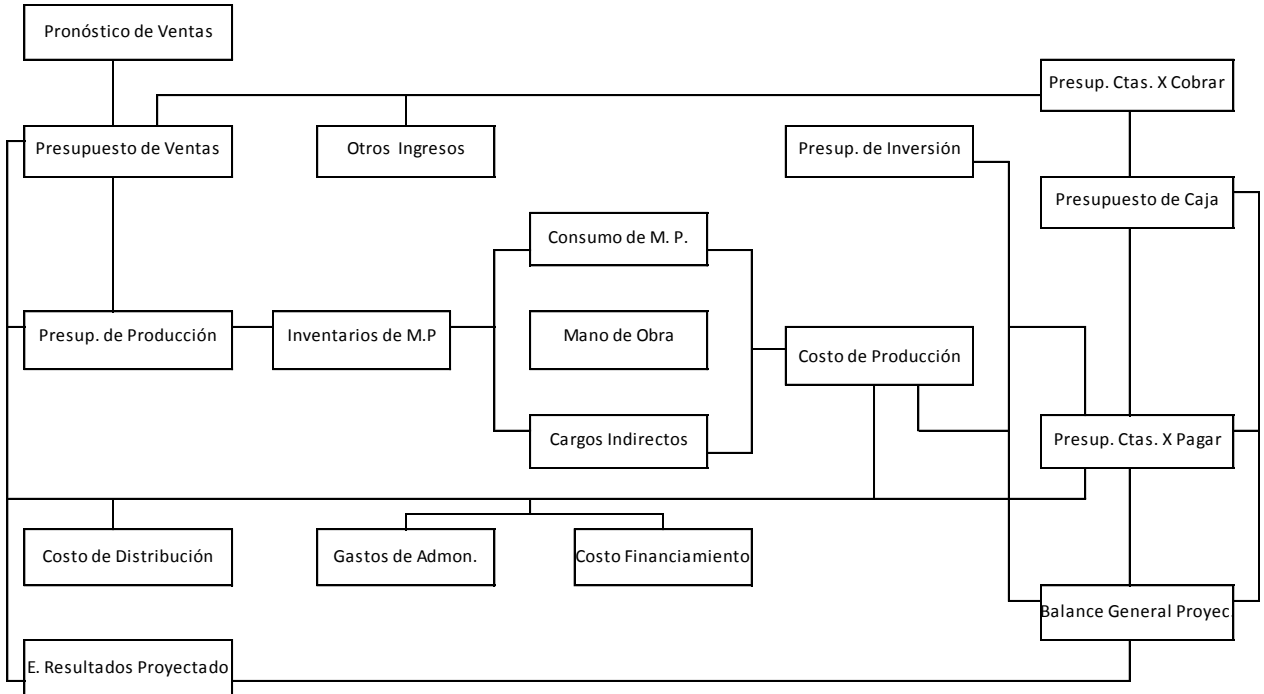 Pronóstico de Ventas
Presup. Ctas. X Cobrar
Presupuesto de Ventas
Otros Ingresos
Presup. de Inversión
Presupuesto de Caja
Consumo de M. P.
Presup. de Producción
Inventarios de M.P
Mano de Obra
Costo de Producción
Cargos Indirectos
Presup. Ctas. X Pagar
Costo de Distribución
Gastos de Admon.
Costo Financiamiento
Balance General Proyec.
E. Resultados Proyectado